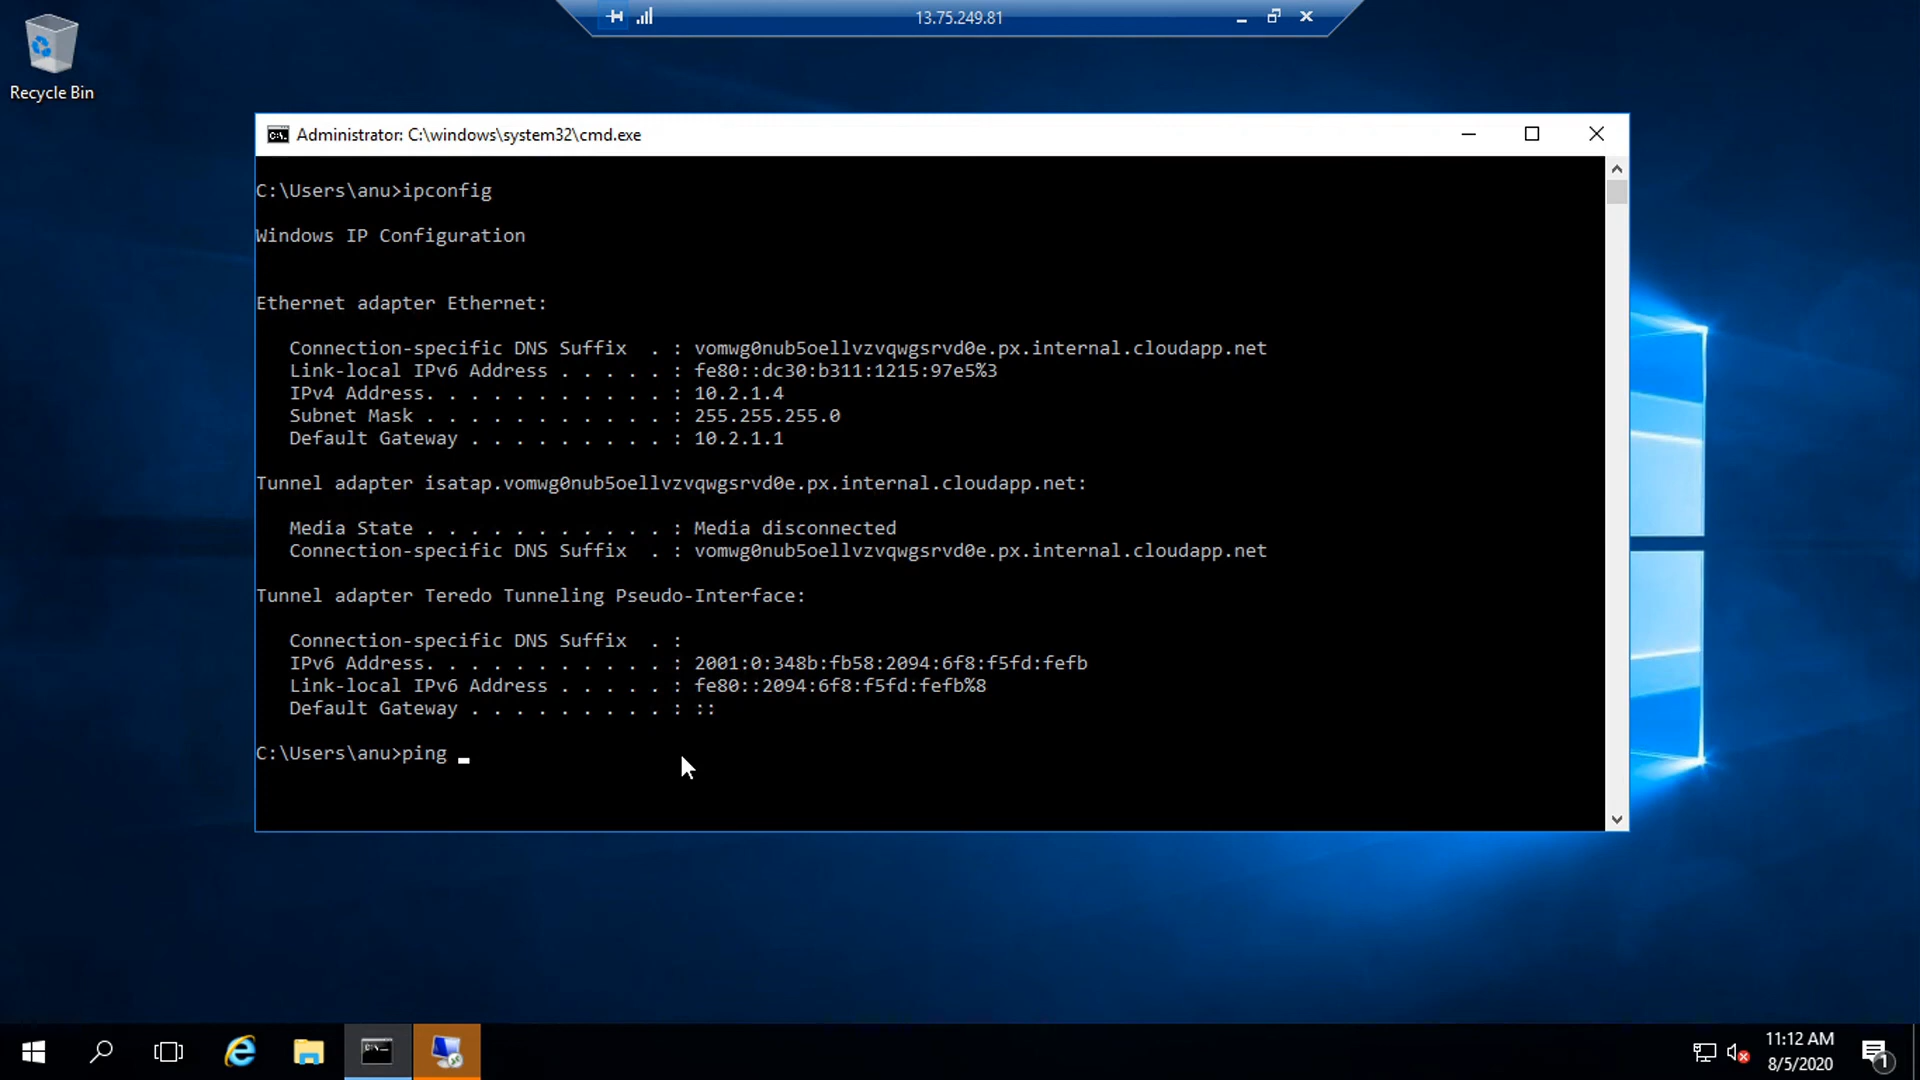 13.75.249.81
Recycle Bin
Administrator: C:\windows\system32\cmd.exe
C:\Users\anu>ipconfig
Windows IP Configuration
Ethernet adapter Ethernet:
Connection-specific DNS Suffix  . : vomwg0nub5oellvzvqwgsrvd0e.px.internal.cloudapp.net
Link-local IPv6 Address . . . . . : fe80::dc30:b311:1215:97e5%3
IPv4 Address. . . . . . . . . . . : 10.2.1.4
Subnet Mask . . . . . . . . . . . : 255.255.255.0
Default Gateway . . . . . . . . . : 10.2.1.1
Tunnel adapter isatap.vomwg0nub5oellvzvqwgsrvd0e.px.internal.cloudapp.net:
Media State . . . . . . . . . . . : Media disconnected
Connection-specific DNS Suffix  . : vomwg0nub5oellvzvqwgsrvd0e.px.internal.cloudapp.net
Tunnel adapter Teredo Tunneling Pseudo-Interface:
Connection-specific DNS Suffix  . :
IPv6 Address. . . . . . . . . . . : 2001:0:348b:fb58:2094:6f8:f5fd:fefb
Link-local IPv6 Address . . . . . : fe80::2094:6f8:f5fd:fefb%8
Default Gateway . . . . . . . . . : ::
C:\Users\anu>ping _
11:12 AM
8/5/2020
1